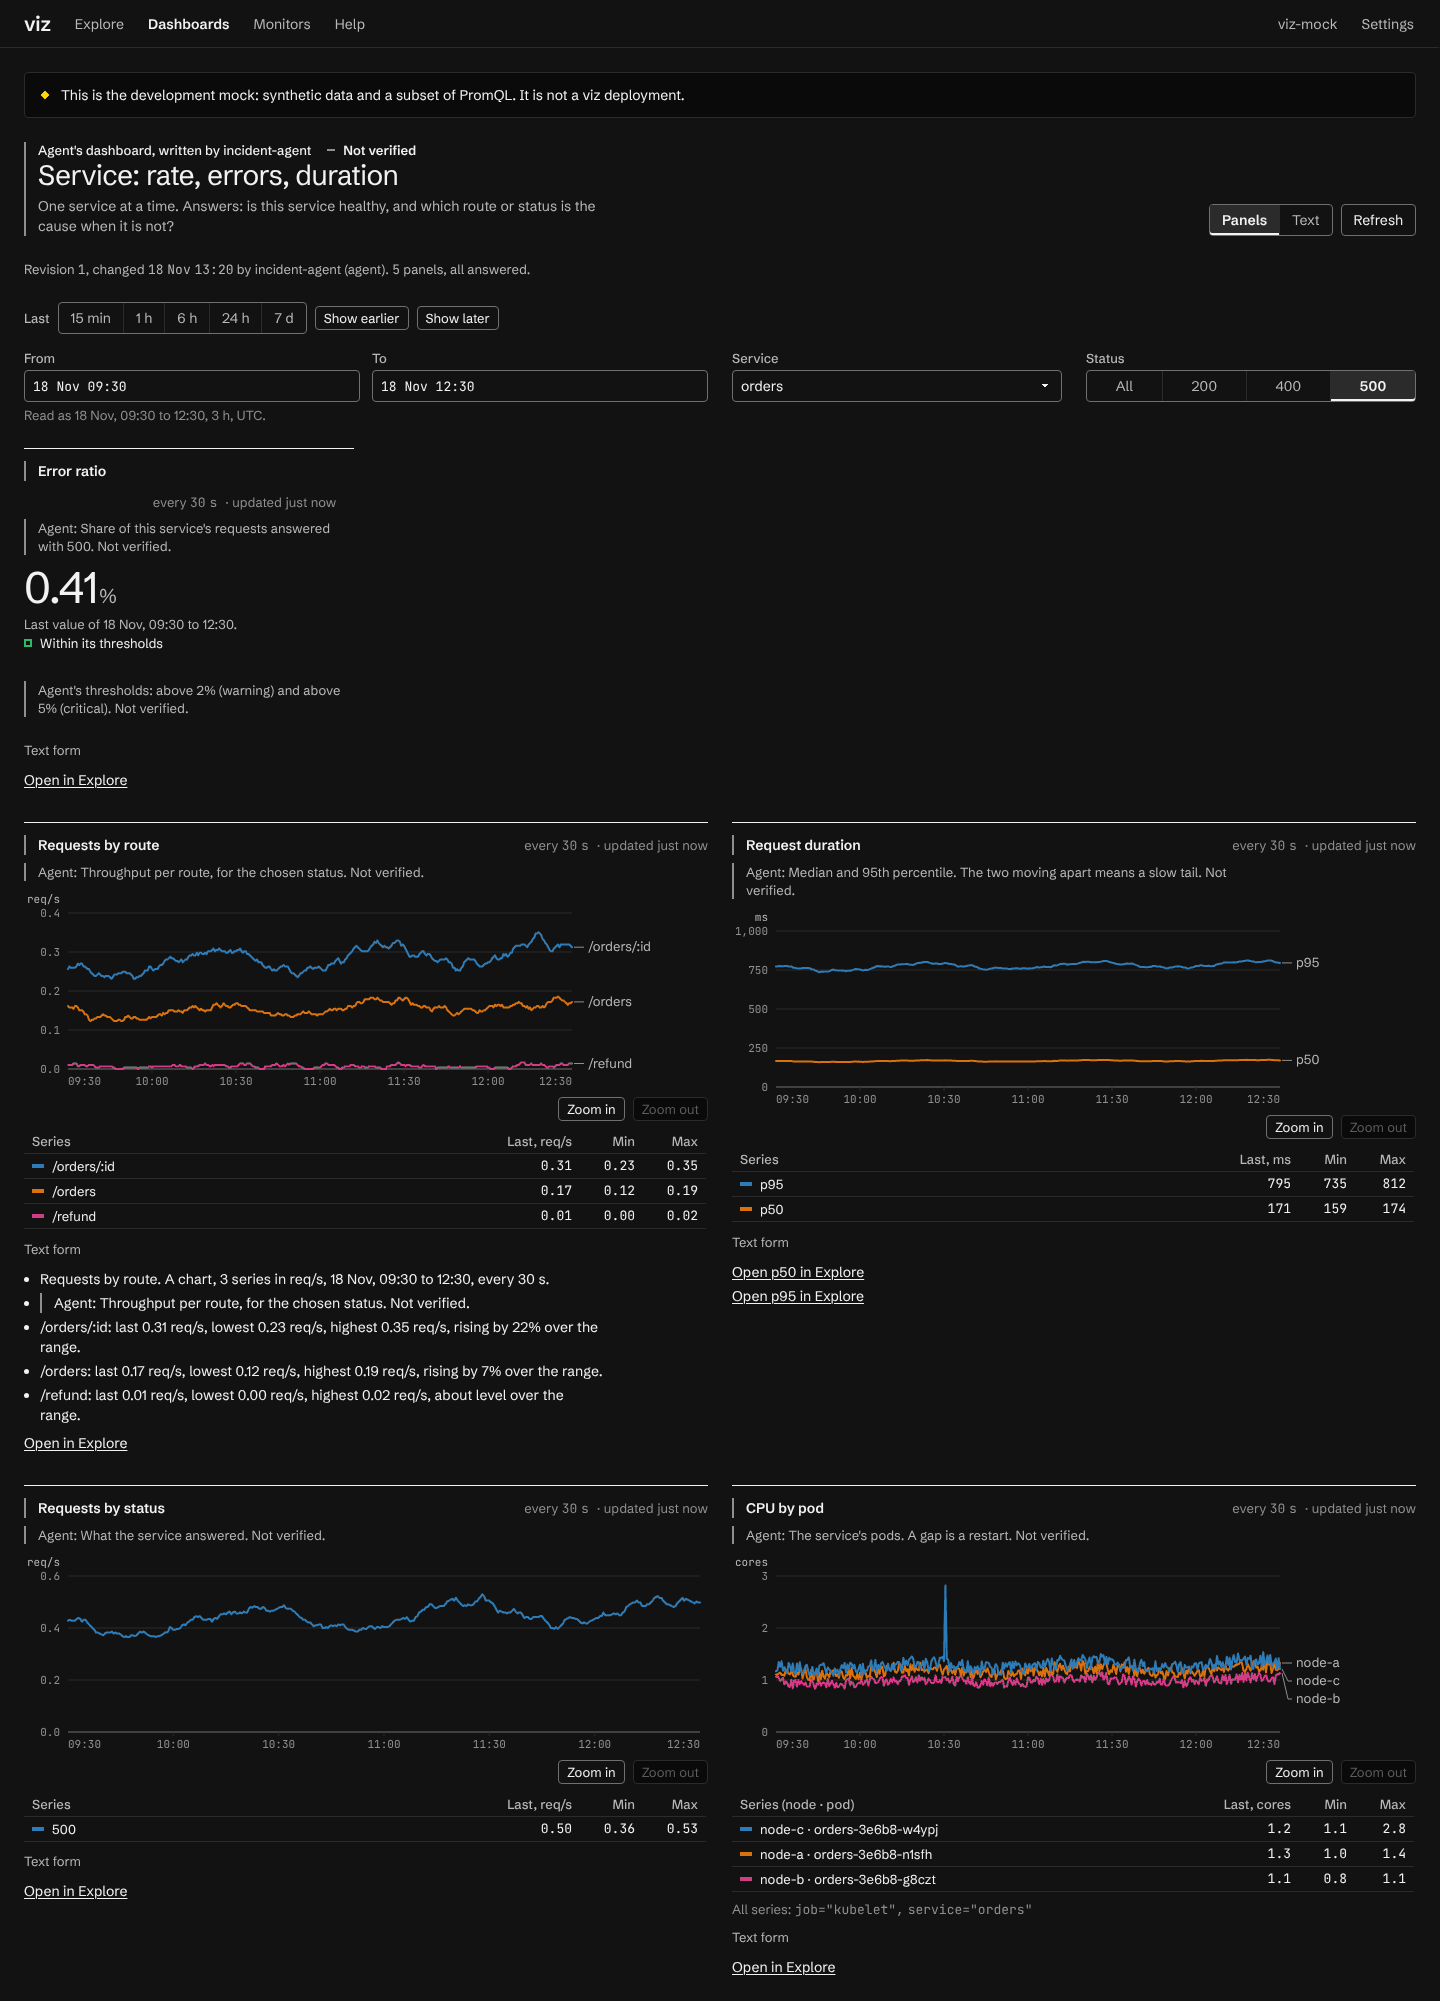 viz Explore Dashboards Monitors Help viz-mock Settings
This is the development mock: synthetic data and a subset of PromQL. It is not a viz deployment.
Agent's dashboard, written by incident-agent – Not verified
Service: rate, errors, duration
One service at a time. Answers: is this service healthy, and which route or status is the
cause when it is not?
Panels Text Refresh
Revision 1, changed 18 Nov 13:20 by incident-agent (agent). 5 panels, all answered.
Last 15 min 1 h 6 h 24 h 7 d Show earlier Show later
From To Service Status
18 Nov 09:30 18 Nov 12:30 orders All 200 400 500
Read as 18 Nov, 09:30 to 12:30, 3 h, UTC.
Error ratio
every 30 s · updated just now
Agent: Share of this service's requests answered
with 500. Not verified.
0.41%
Last value of 18 Nov, 09:30 to 12:30.
Within its thresholds
Agent's thresholds: above 2% (warning) and above
5% (critical). Not verified.
Text form
Open in Explore
Requests by route every 30 s · updated just now
Agent: Throughput per route, for the chosen status. Not verified.
req/s
0.4
0.3
0.2
0.1
0.0
/orders/:id
/orders
/refund
09:30 10:00 10:30 11:00 11:30 12:00 12:30
Zoom in Zoom out
Series Last, req/s Min Max
/orders/:id 0.31 0.23 0.35
/orders 0.17 0.12 0.19
/refund 0.01 0.00 0.02
Text form
Requests by route. A chart, 3 series in req/s, 18 Nov, 09:30 to 12:30, every 30 s.
Agent: Throughput per route, for the chosen status. Not verified.
/orders/:id: last 0.31 req/s, lowest 0.23 req/s, highest 0.35 req/s, rising by 22% over the
range.
/orders: last 0.17 req/s, lowest 0.12 req/s, highest 0.19 req/s, rising by 7% over the range.
/refund: last 0.01 req/s, lowest 0.00 req/s, highest 0.02 req/s, about level over the
range.
Open in Explore
Request duration every 30 s · updated just now
Agent: Median and 95th percentile. The two moving apart means a slow tail. Not
verified.
ms
1,000
750
500
250
0
p95
p50
09:30 10:00 10:30 11:00 11:30 12:00 12:30
Zoom in Zoom out
Series Last, ms Min Max
p95 795 735 812
p50 171 159 174
Text form
Open p50 in Explore
Open p95 in Explore
Requests by status every 30 s · updated just now
Agent: What the service answered. Not verified.
req/s
0.6
0.4
0.2
0.0
09:30 10:00 10:30 11:00 11:30 12:00 12:30
Zoom in Zoom out
Series Last, req/s Min Max
500 0.50 0.36 0.53
Text form
Open in Explore
CPU by pod every 30 s · updated just now
Agent: The service's pods. A gap is a restart. Not verified.
cores
3
2
1
0
node-a
node-c
node-b
09:30 10:00 10:30 11:00 11:30 12:00 12:30
Zoom in Zoom out
Series (node · pod) Last, cores Min Max
node-c · orders-3e6b8-w4ypj 1.2 1.1 2.8
node-a · orders-3e6b8-n1sfh 1.3 1.0 1.4
node-b · orders-3e6b8-g8czt 1.1 0.8 1.1
All series: job="kubelet", service="orders"
Text form
Open in Explore